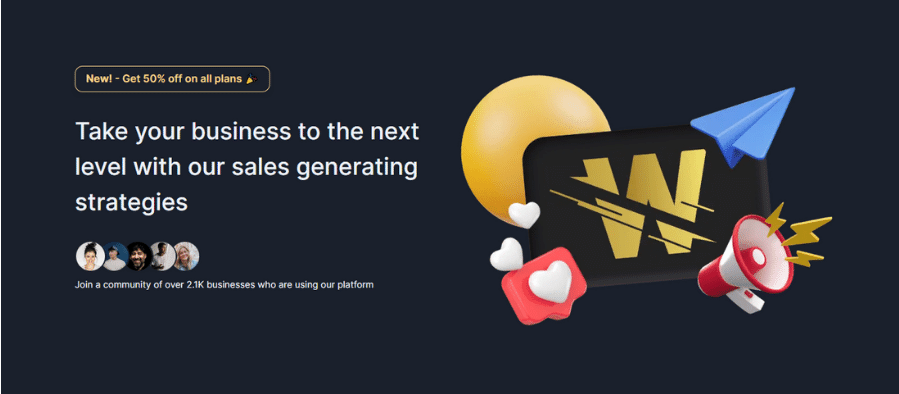 New! - Get 50% off on all plans 🎉
Take your business to the next
level with our sales generating
strategies
Join a community of over 2.1K businesses who are using our platform
W